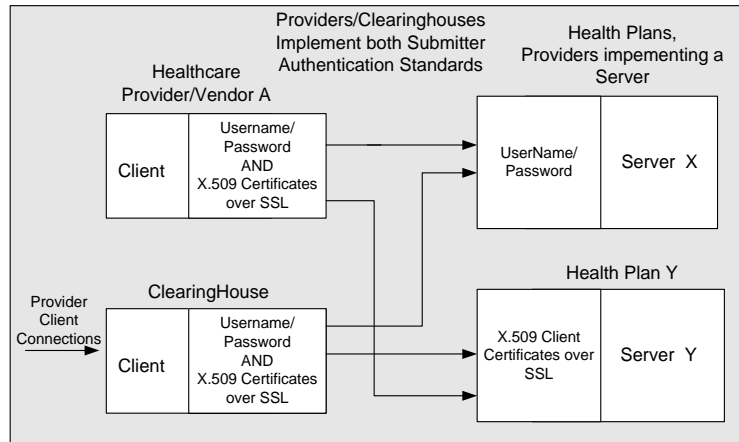 Providers/Clearinghouses
Implement both Submitter
Authentication Standards
Health Plans,
Providers impementing a
Server
Healthcare
Provider/Vendor A
Client
Username/
Password
AND
X.509 Certificates
over SSL
UserName/
Password
Server X
ClearingHouse
Health Plan Y
Provider
Client
Connections
Client
Username/
Password
AND
X.509 Certificates
over SSL
X.509 Client
Certificates over
SSL
Server Y